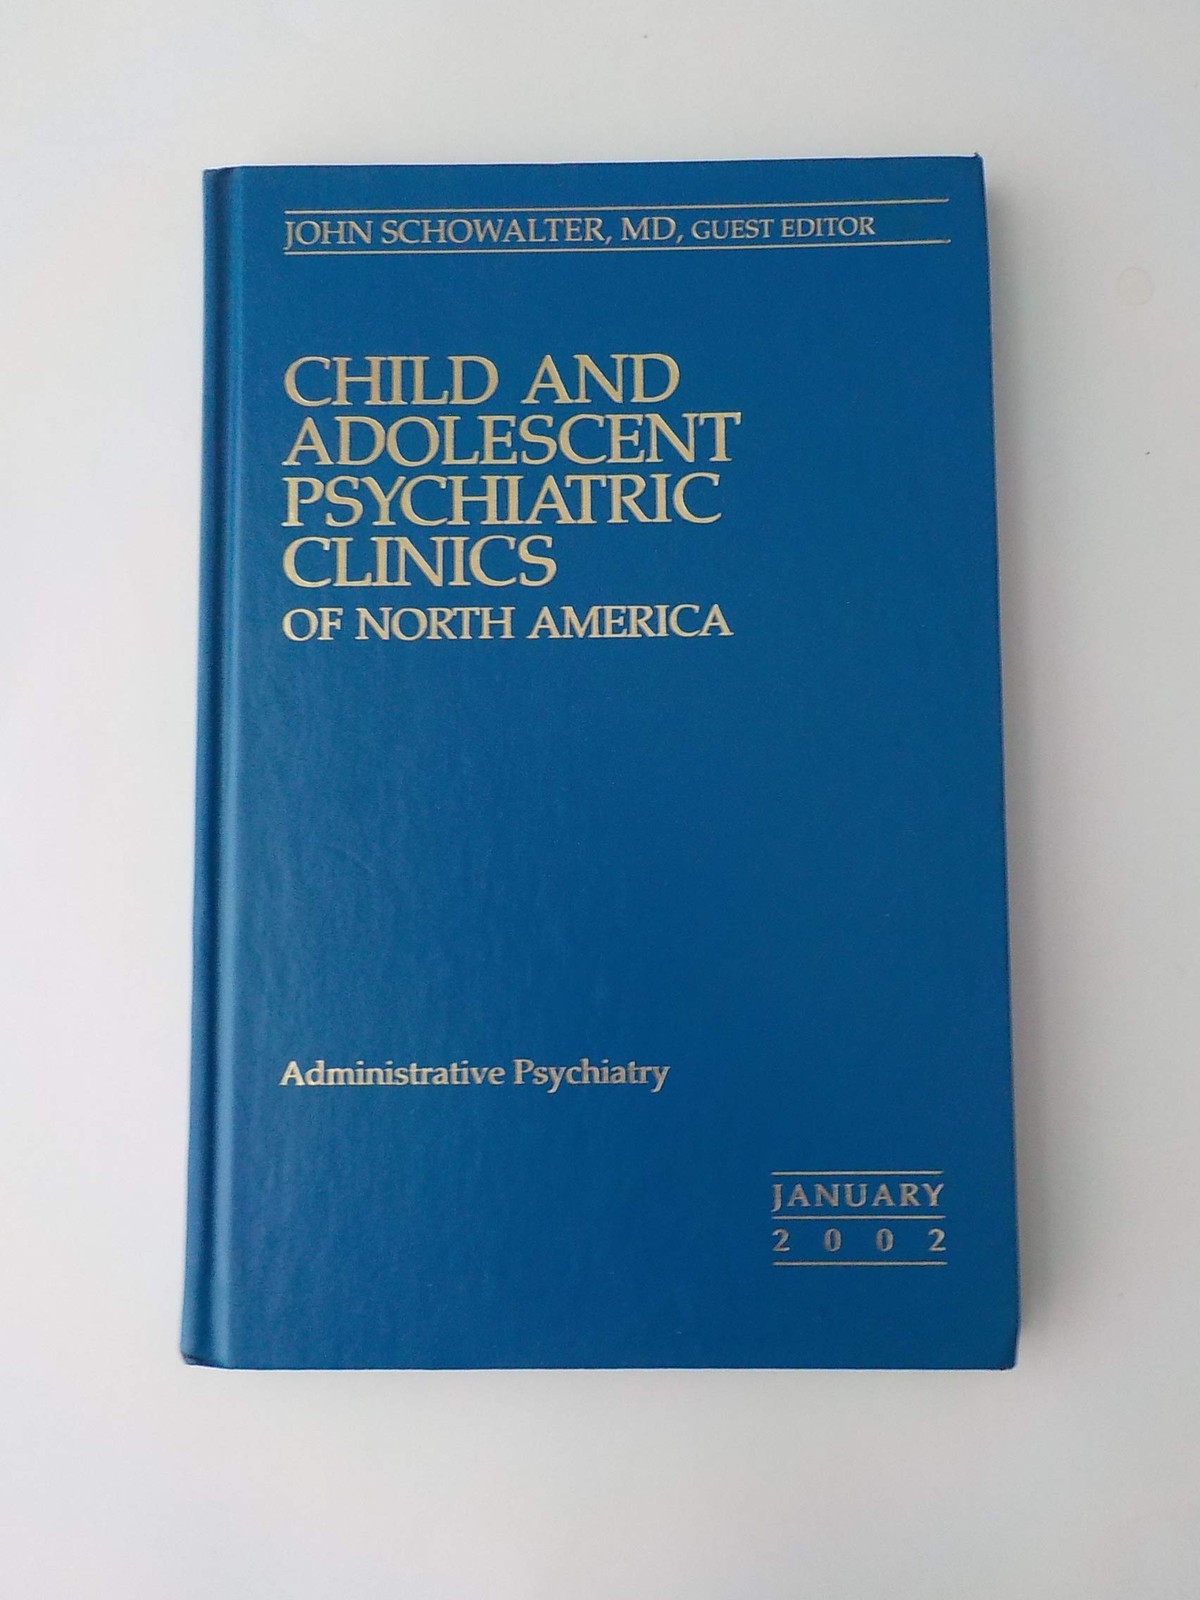 JOHN SCHOWALTER, MD, GUEST EDITOR
CHILD AND
ADOLESCENT
PSYCHIATRIC
CLINICS
OF NORTH AMERICA
Administrative Psychiatry
JANUARY
2002